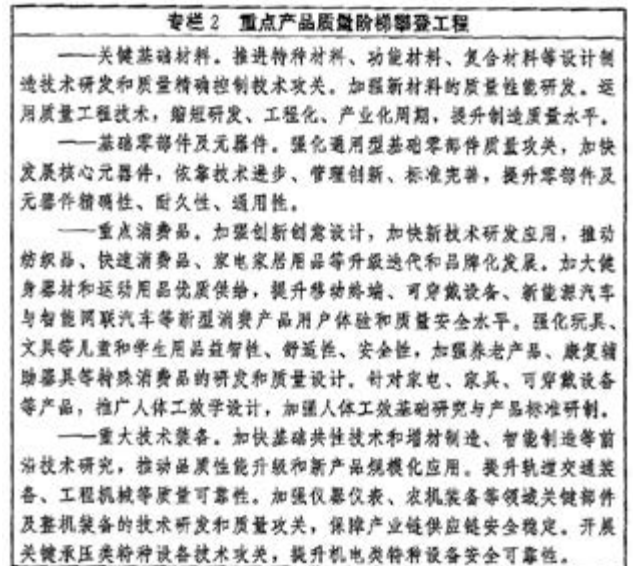 专栏 2 重点产品质量阶梯攀登工程
——关键基础材料。推进特种材料、功能材料、复合材料等设计制
造技术研发和质量精确控制技术攻关。加强新材料的质量性能研发。运
用质量工程技术，缩短研发、工程化、产业化周期，提升制造质量水平。
——基础零部件及元器件。强化通用型基础零部件质量攻关，加快
发展核心元器件，依靠技术进步、管理创新、标准完善，提升零部件及
元器件精确性、耐久性、通用性。
——重点消费品。加强创新创意设计，加快新技术研发应用，推动
纺织品、快速消费品、家电家居用品等升级迭代和品牌化发展。加大健
身器材和运动用品优质供给，提升移动终端、可穿戴设备、新能源汽车
与智能网联汽车等新型消费产品用户体验和质量安全水平。强化玩具、
文具等儿童和学生用品益智性、舒适性、安全性，加强养老产品、康复辅
助器具等特殊消费品的研发和质量设计。针对家电、家具、可穿戴设备
等产品，推广人体工效学设计，加强人体工效基础研究与产品标准研制。
——重大技术装备。加快基础共性技术和增材制造、智能制造等前
沿技术研究，推动品质性能升级和新产品规模化应用。提升轨道交通装
备、工程机械等质量可靠性。加强仪器仪表、农机装备等领域关键部件
及整机装备的技术研发和质量攻关，保障产业链供应链安全稳定。开展
关键承压类特种设备技术攻关，提升机电类特种设备安全可靠性。